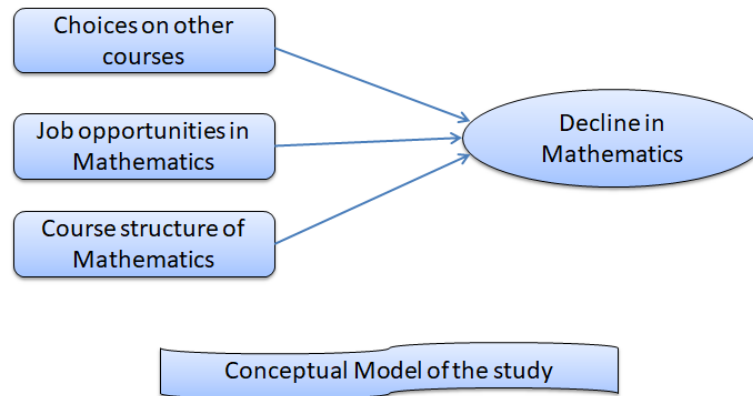 Choices on other
courses
Job opportunities in
Mathematics
Course structure of
Mathematics
Decline in
Mathematics
Conceptual Model of the study